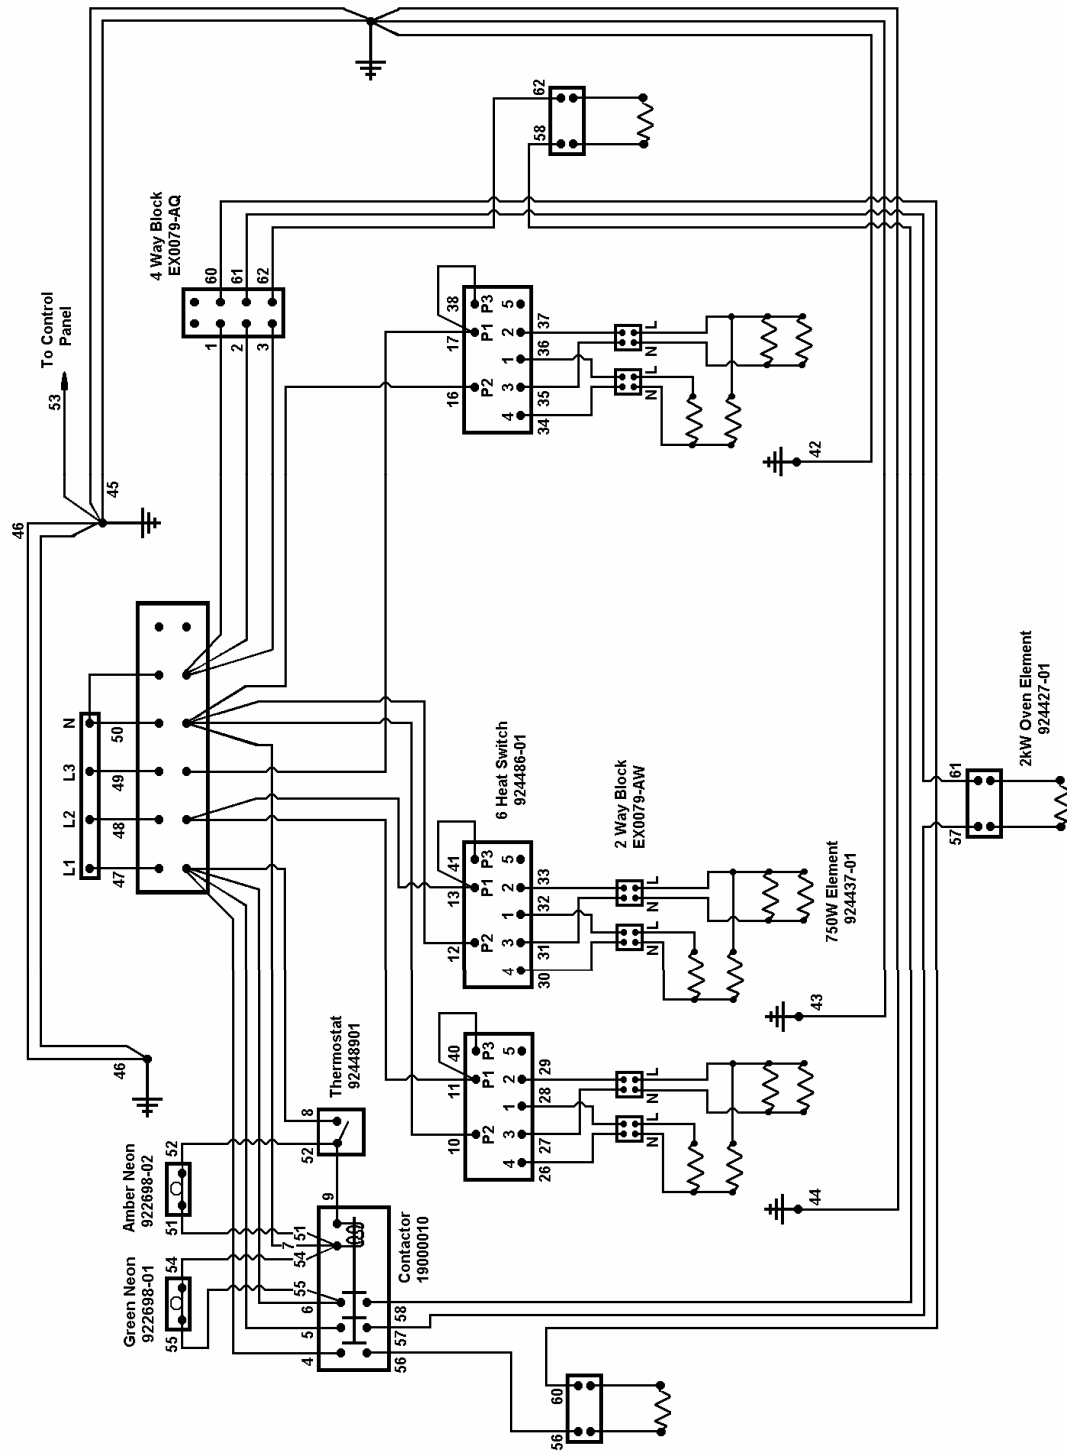 To Control
Panel
53
4 Way Block
EX0079-AQ
60
61
62
1
2
3
62
58
46
45
46
L1
L2
L3
N
47
48
49
50
38
17
16
P3
P1
P2
5
2
1
3
4
37
36
35
34
L
N
L
N
42
6 Heat Switch
924486-01
41
13
12
P3
P1
P2
5
2
1
3
4
33
32
31
30
2 Way Block
EX0079-AW
L
N
L
N
750W Element
924437-01
43
40
11
10
P3
P1
P2
5
2
1
3
4
29
28
27
26
L
N
L
N
44
Thermostat
92448901
8
52
9
Amber Neon
922698-02
52
51
Green Neon
922698-01
54
55
Contactor
19000010
51
7
54
55
6
5
4
58
57
56
60
56
61
57
2kW Oven Element
924427-01